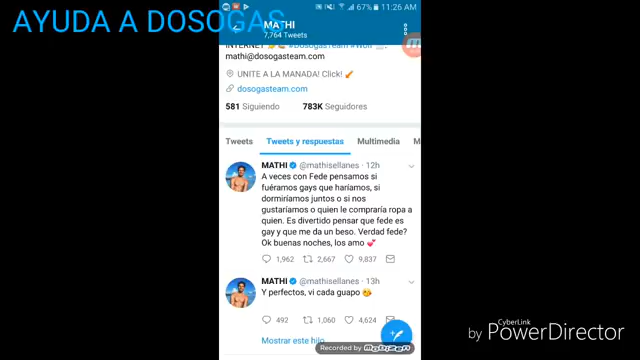 AYUDA A DOSOGAS
67% 11:26 AM
MATHI
7,764 Tweets
INTERNET #DosogasTeam #Wolf
mathi@dosogasteam.com
UNITE A LA MANADA! Click!
dosogasteam.com
581 Siguiendo 783K Seguidores
Tweets Tweets y respuestas Multimedia M
MATHI @mathisellanes · 12h
A veces con Fede pensamos si
fuéramos gays que haríamos, si
dormiríamos juntos o si nos
gustaríamos o quien le compraría ropa a
quien. Es divertido pensar que fede es
gay y que me da un beso. Verdad fede?
Ok buenas noches, los amo 💕
1,962 2,667 9,837
MATHI @mathisellanes · 13h
Y perfectos, vi cada guapo 😘
492 1,060 4,624
Mostrar este hilo
Recorded by Mobizen
CyberLink
by PowerDirector